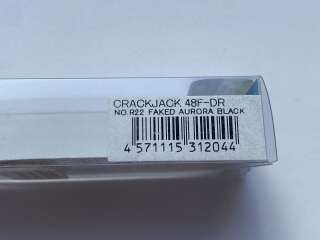 CRACKJACK 48F-DR
NO.R22 FAKED AURORA BLACK
4 571115 312044